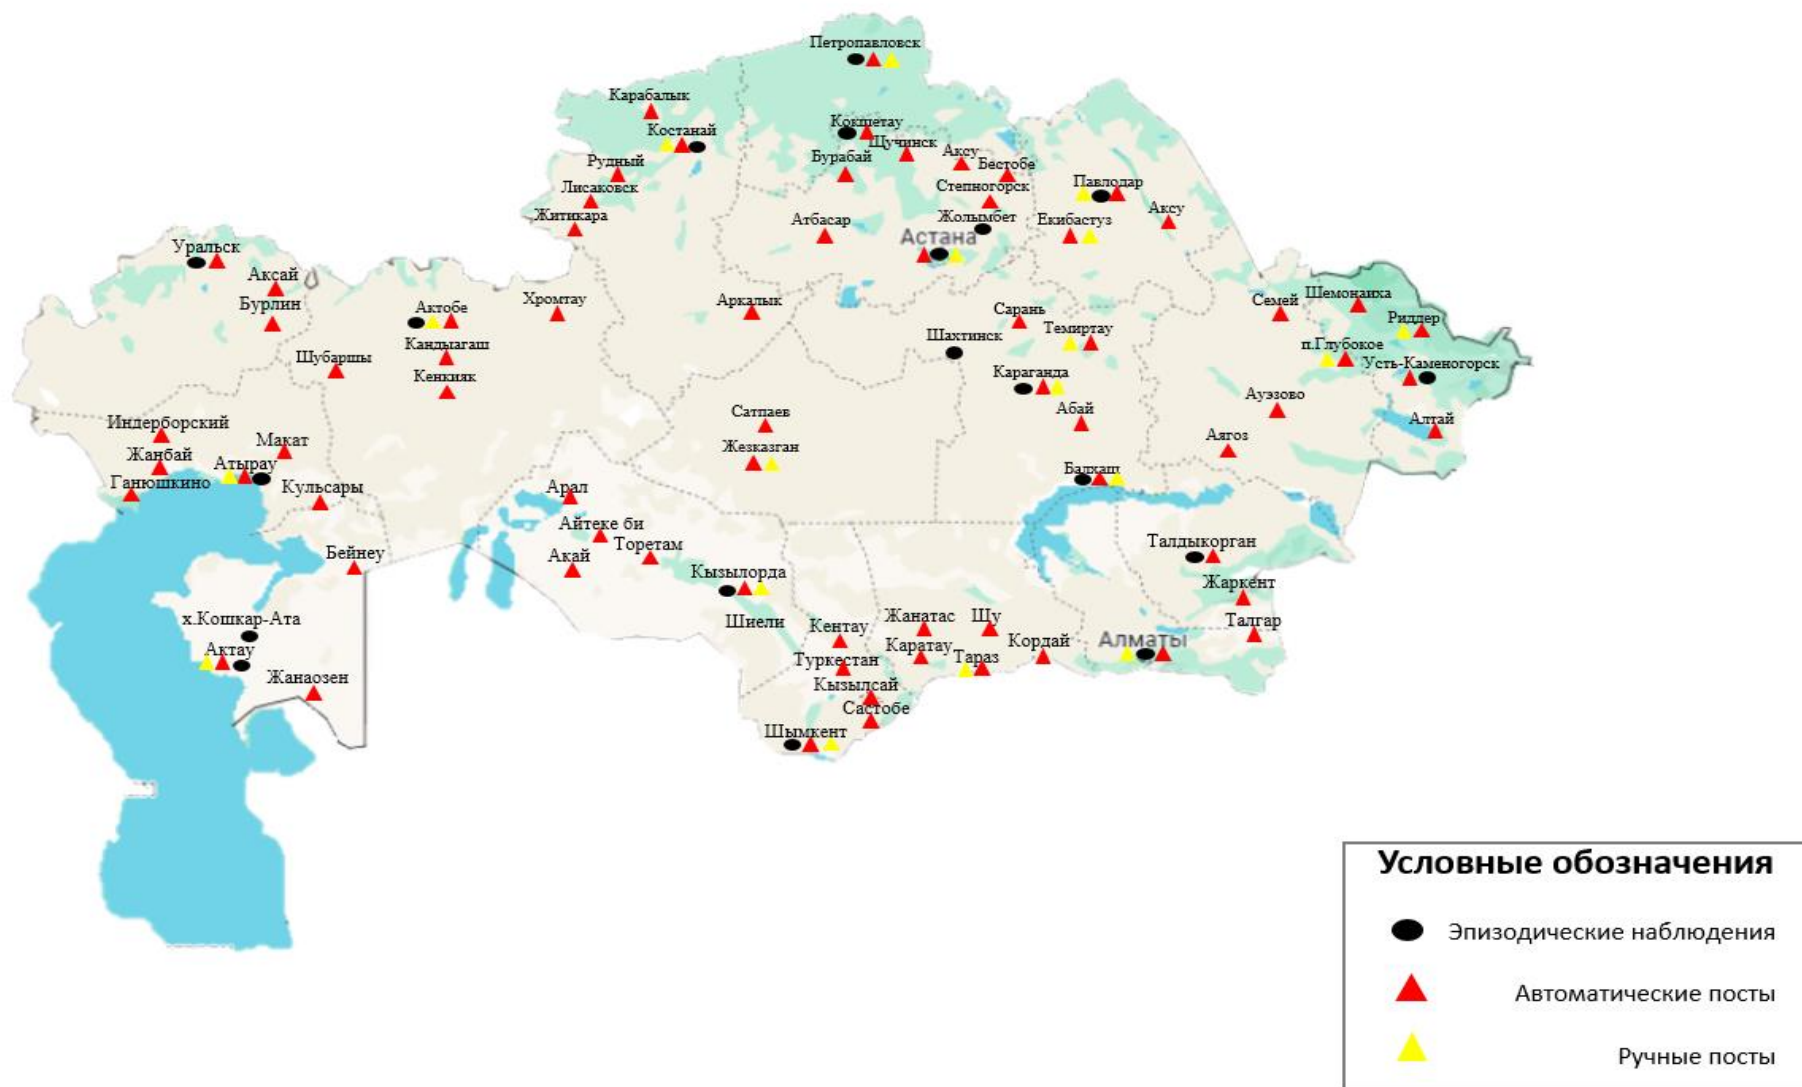 Петропавловск
Карабалык
Костанай
Кокшетау
Щучинск
Рудный
Бурабай
Аксу
Бестобе
Лисаковск
Степногорск
Павлодар
Житикара
Атбасар
Жолымбет
Екибастуз
Аксу
Астана
Уральск
Аксай
Бурлин
Актобе
Хромтау
Аркалык
Сарань
Семей
Шемонаиха
Риддер
Кандыагаш
Шахтинск
Темиртау
п.Глубокое
Шубаршы
Кенкияк
Караганда
Усть-Каменогорск
Ауэзово
Индерборский
Сатпаев
Абай
Алтай
Макат
Жанбай
Атырау
Жезказган
Аягоз
Ганюшкино
Кульсары
Арал
Балхаш
Айтеке би
Бейнеу
Акай
Торетам
Талдыкорган
Кызылорда
Жаркент
х.Кошкар-Ата
Шиели
Кентау
Жанатас
Шу
Талгар
Актау
Каратау
Тараз
Кордай
Алматы
Жанаозен
Туркестан
Кызылсай
Састобе
Шымкент
Условные обозначения
Эпизодические наблюдения
Автоматические посты
Ручные посты